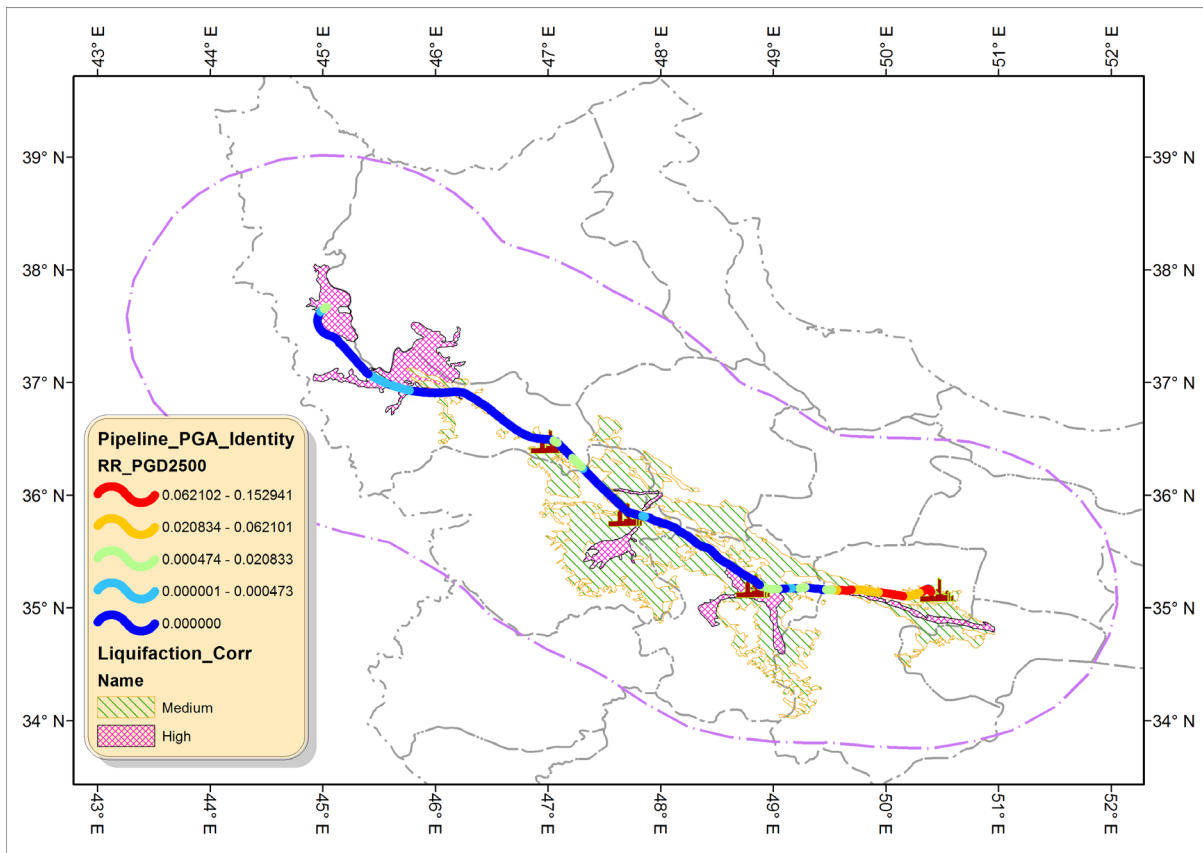 43° E
44° E
45° E
46° E
47° E
48° E
49° E
50° E
51° E
52° E
39° N
39° N
38° N
38° N
37° N
37° N
36° N
36° N
35° N
35° N
34° N
34° N
Pipeline_PGA_Identity
RR_PGD2500
0.062102 - 0.152941
0.020834 - 0.062101
0.000474 - 0.020833
0.000001 - 0.000473
0.000000
Liquifaction_Corr
Name
Medium
High
43° E
44° E
45° E
46° E
47° E
48° E
49° E
50° E
51° E
52° E